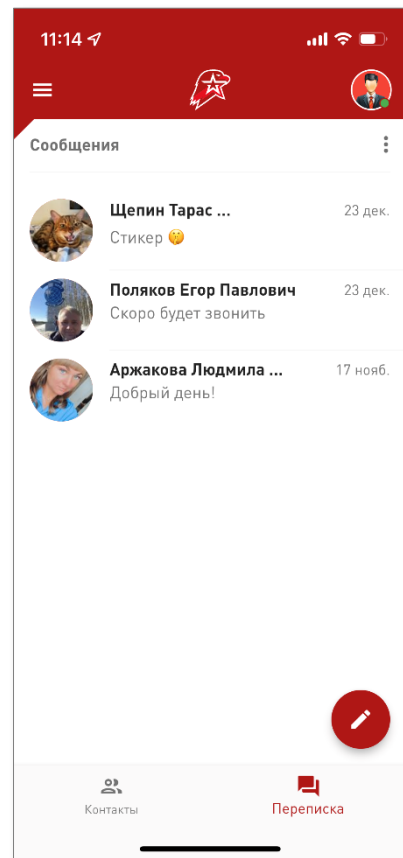 11:14
Сообщения
Щепин Тарас ...
23 дек.
Стикер 🤫
Поляков Егор Павлович
23 дек.
Скоро будет звонить
Аржакова Людмила ...
17 нояб.
Добрый день!
Контакты
Переписка